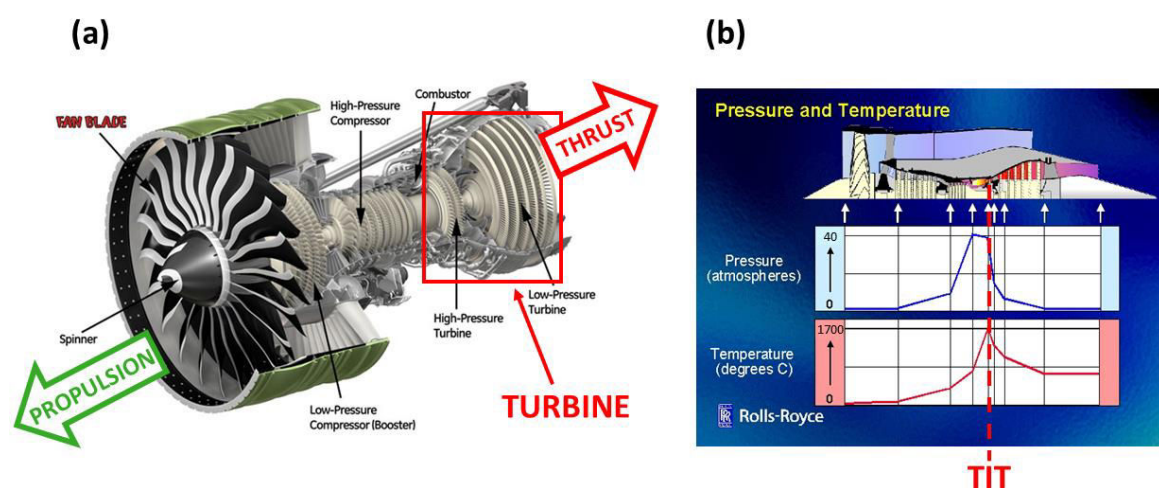 (a)
FAN BLADE
High-Pressure
Compressor
Combustor
THRUST
Spinner
PROPULSION
Low-Pressure
Compressor (Booster)
High-Pressure
Turbine
Low-Pressure
Turbine
TURBINE
(b)
Pressure and Temperature
Pressure
(atmospheres)
40
0
Temperature
(degrees C)
1700
0
RR Rolls-Royce
TIT